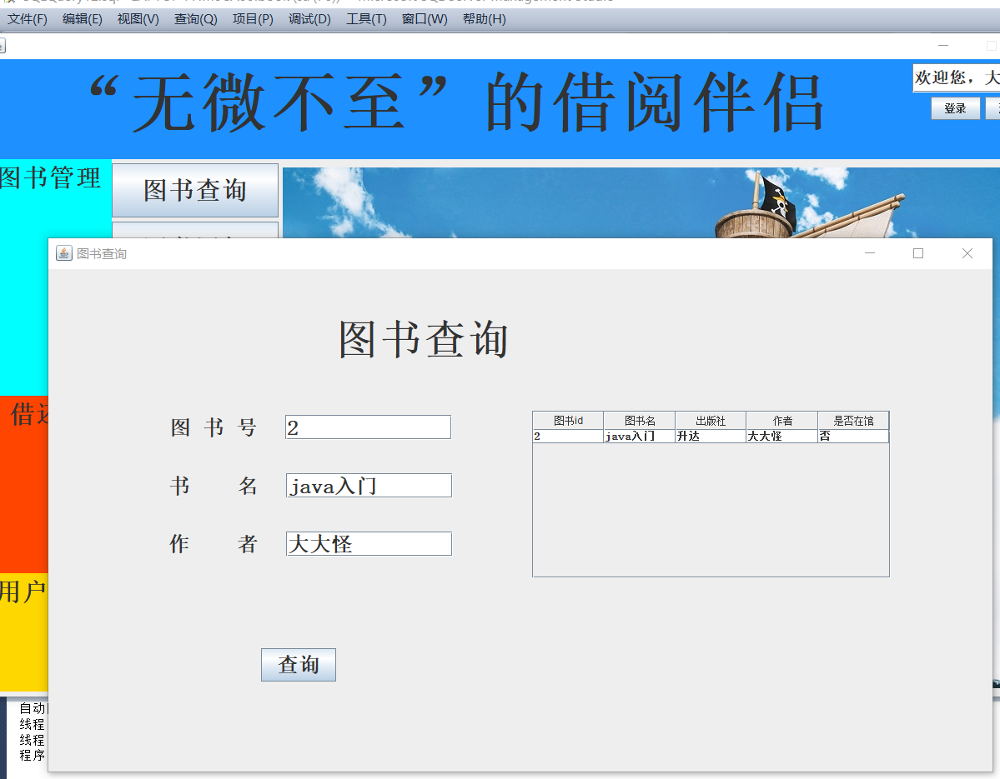 文件(F) 编辑(E) 视图(V) 查询(Q) 项目(P) 调试(D) 工具(T) 窗口(W) 帮助(H)
“无微不至”的借阅伴侣
欢迎您，大
登录
图书管理
图书查询
图书查询
图书查询
借还
图 书 号 2
书 名 java入门
作 者 大大怪
图书id 图书名 出版社 作者 是否在馆
2 java入门 升达 大大怪 否
用户
查询
自动
线程
线程
程序